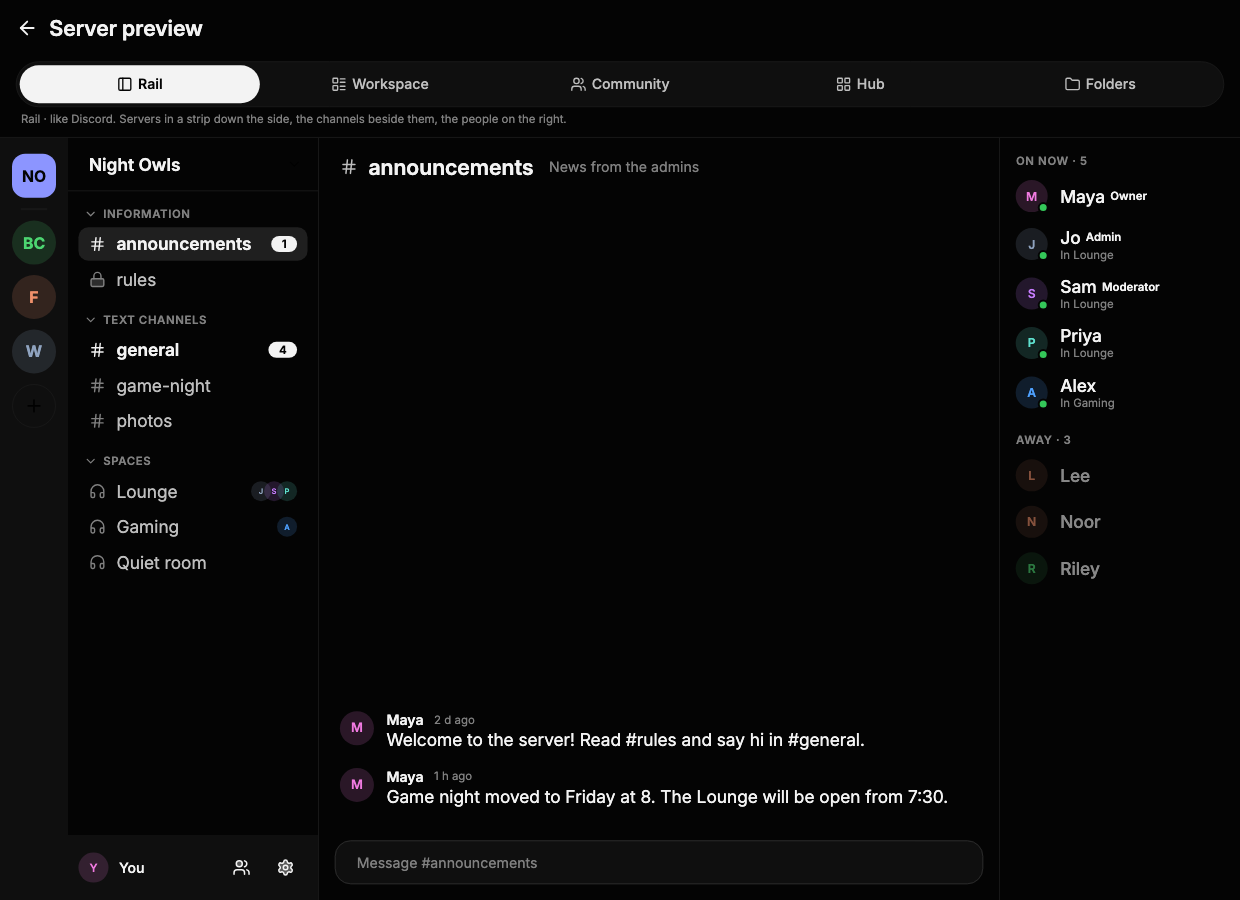 Server preview
Rail
Workspace
Community
Hub
Folders
Rail · like Discord. Servers in a strip down the side, the channels beside them, the people on the right.
NO
BC
F
W
Night Owls
INFORMATION
announcements 1
rules
TEXT CHANNELS
general 4
game-night
photos
SPACES
Lounge J S P
Gaming A
Quiet room
Y You
# announcements News from the admins
M Maya 2 d ago
Welcome to the server! Read #rules and say hi in #general.
M Maya 1 h ago
Game night moved to Friday at 8. The Lounge will be open from 7:30.
Message #announcements
ON NOW · 5
M Maya Owner
J Jo Admin
In Lounge
S Sam Moderator
In Lounge
P Priya
In Lounge
A Alex
In Gaming
AWAY · 3
L Lee
N Noor
R Riley